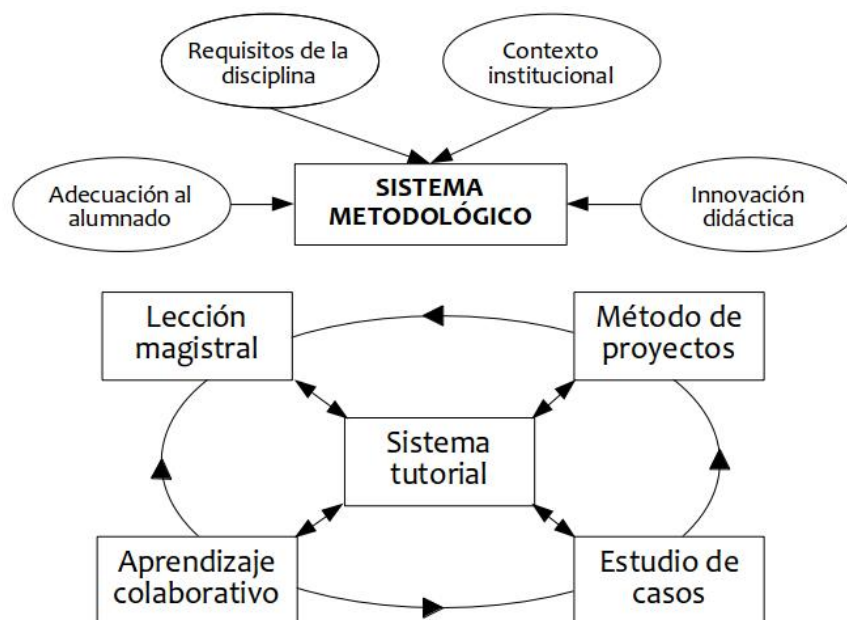 Requisitos de la
disciplina
Contexto
institucional
Adecuación al
alumnado
SISTEMA
METODOLÓGICO
Innovación
didáctica
Lección
magistral
Método de
proyectos
Sistema
tutorial
Aprendizaje
colaborativo
Estudio de
casos